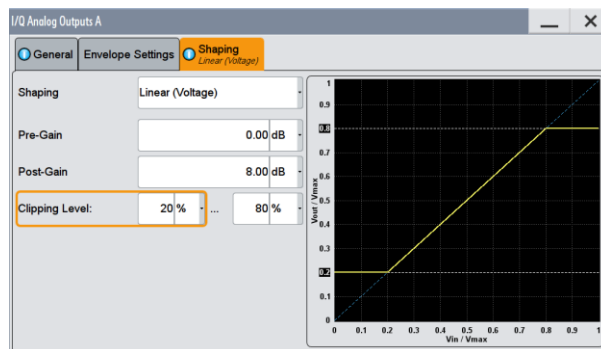 I/Q Analog Outputs A
General
Envelope Settings
Shaping
Linear (Voltage)
Shaping
Linear (Voltage)
Pre-Gain
0.00 dB
Post-Gain
8.00 dB
Clipping Level:
20 % ... 80 %
Vout / Vmax
1
0.9
0.8
0.7
0.6
0.5
0.4
0.3
0.2
0.1
0
0 0.1 0.2 0.3 0.4 0.5 0.6 0.7 0.8 0.9 1
Vin / Vmax